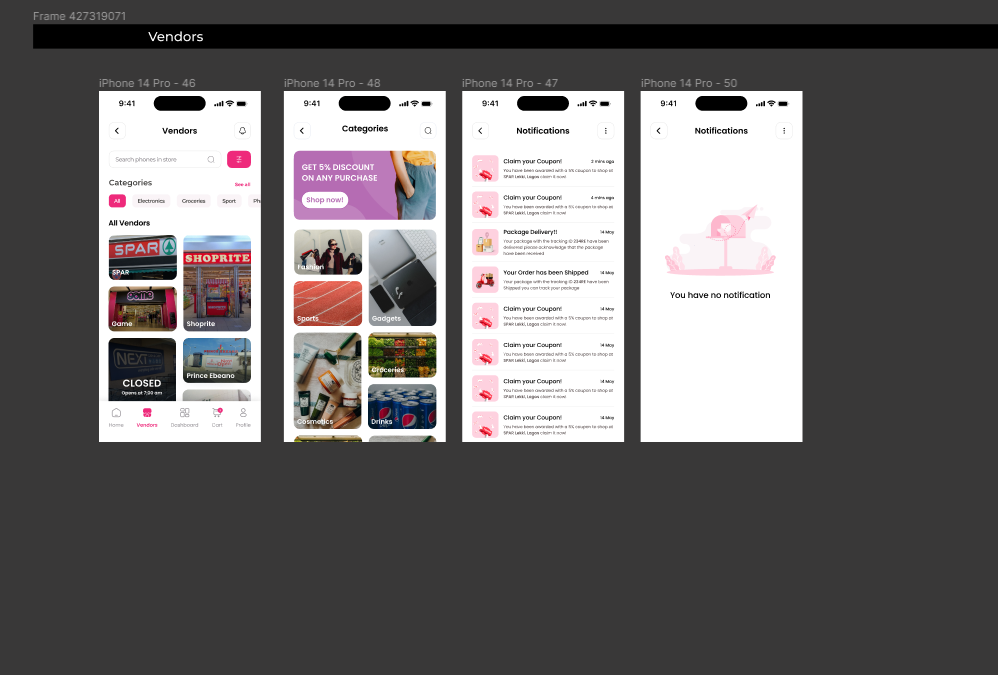 Frame 427319071
Vendors
iPhone 14 Pro - 46
9:41
Vendors
Search phones in store
Categories
See all
All
Electronics
Groceries
Sport
Ph
All Vendors
SPAR
SPAR
SHOPRITE
game
Game
Shoprite
NEXT
CLOSED
Opens at 7:00 am
Prince Ebeano
Home
Vendors
Dashboard
Cart
Profile
iPhone 14 Pro - 48
9:41
Categories
GET 5% DISCOUNT
ON ANY PURCHASE
Shop now!
Fashion
Sports
Gadgets
Groceries
Cosmetics
Drinks
iPhone 14 Pro - 47
9:41
Notifications
Claim your Coupon!
2 mins ago
You have been awarded with a 5% coupon to shop at
SPAR Lekki, Lagos claim it now!
Claim your Coupon!
4 mins ago
You have been awarded with a 5% coupon to shop at
SPAR Lekki, Lagos claim it now!
Package Delivery!!
14 May
Your package with the tracking ID 234RE have been
delivered please acknowledge that the package
have been received
Your Order has been Shipped
14 May
Your package with the tracking ID 234RE have been
Shipped you can track your package
Claim your Coupon!
14 May
You have been awarded with a 5% coupon to shop at
SPAR Lekki, Lagos claim it now!
Claim your Coupon!
14 May
You have been awarded with a 5% coupon to shop at
SPAR Lekki, Lagos claim it now!
Claim your Coupon!
14 May
You have been awarded with a 5% coupon to shop at
SPAR Lekki, Lagos claim it now!
Claim your Coupon!
14 May
You have been awarded with a 5% coupon to shop at
SPAR Lekki, Lagos claim it now!
iPhone 14 Pro - 50
9:41
Notifications
You have no notification